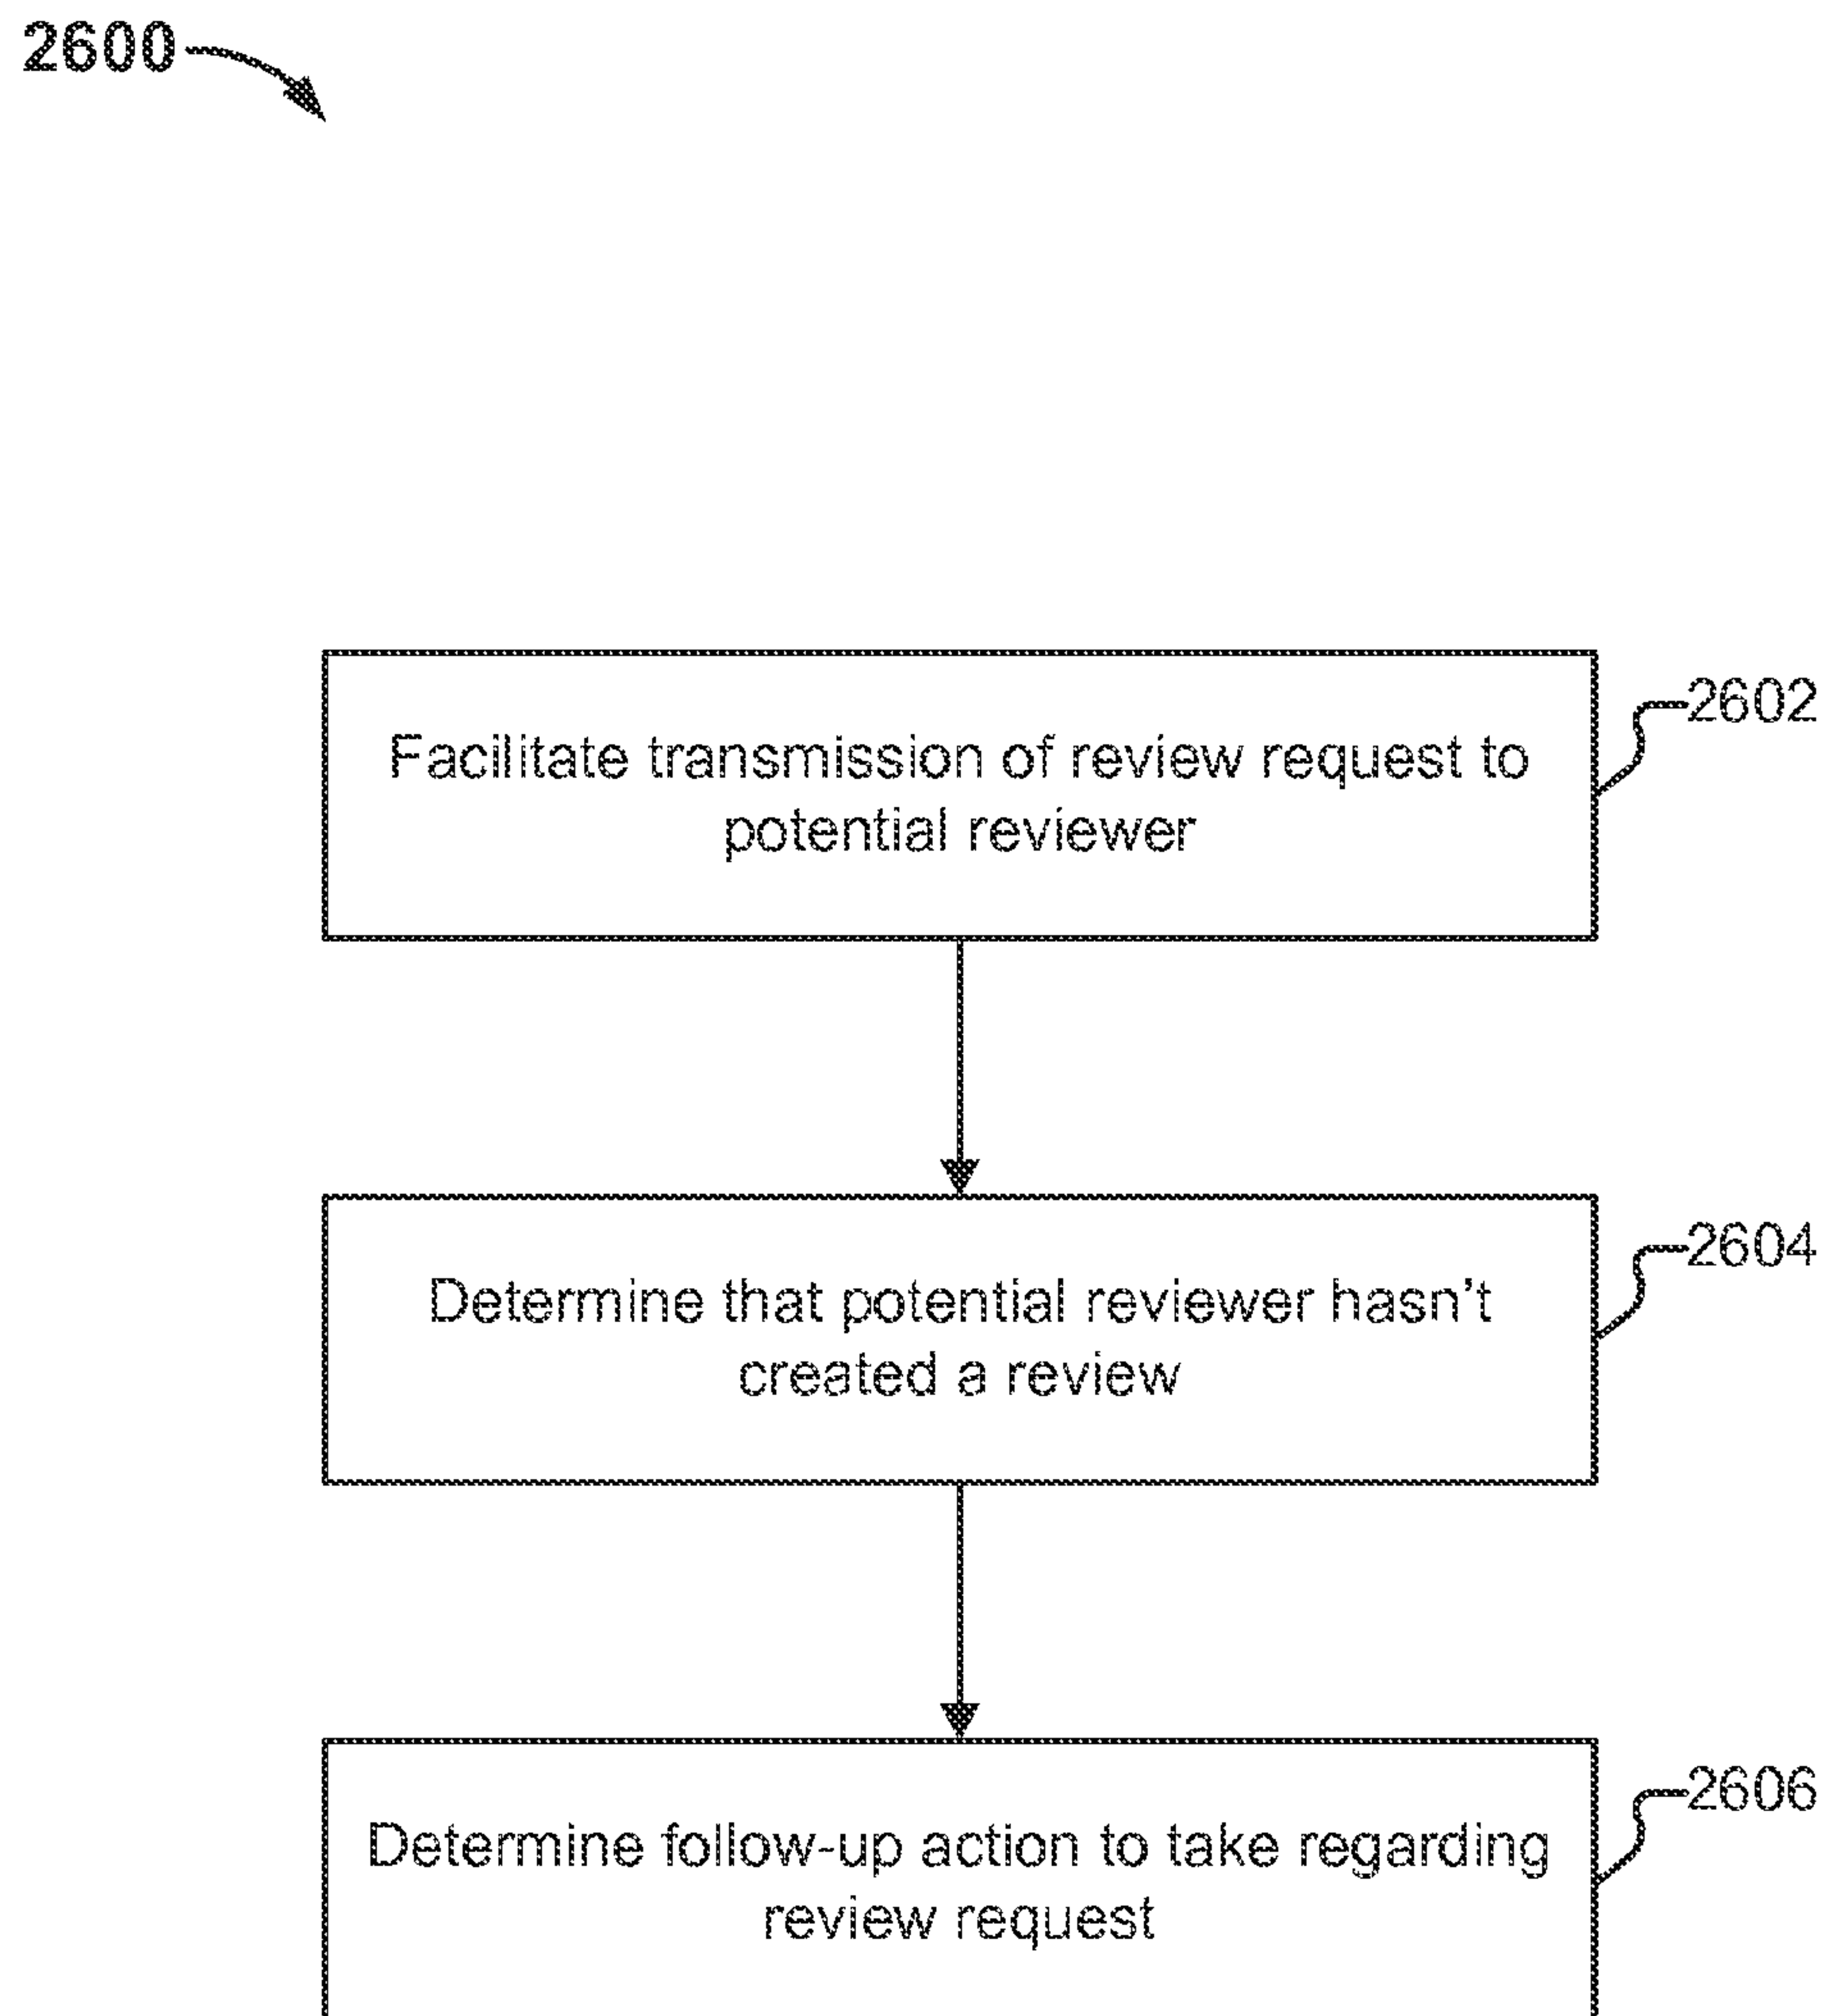 2600
Facilitate transmission of review request to
potential reviewer
2602
Determine that potential reviewer hasn't
created a review
2604
Determine follow-up action to take regarding
review request
2606